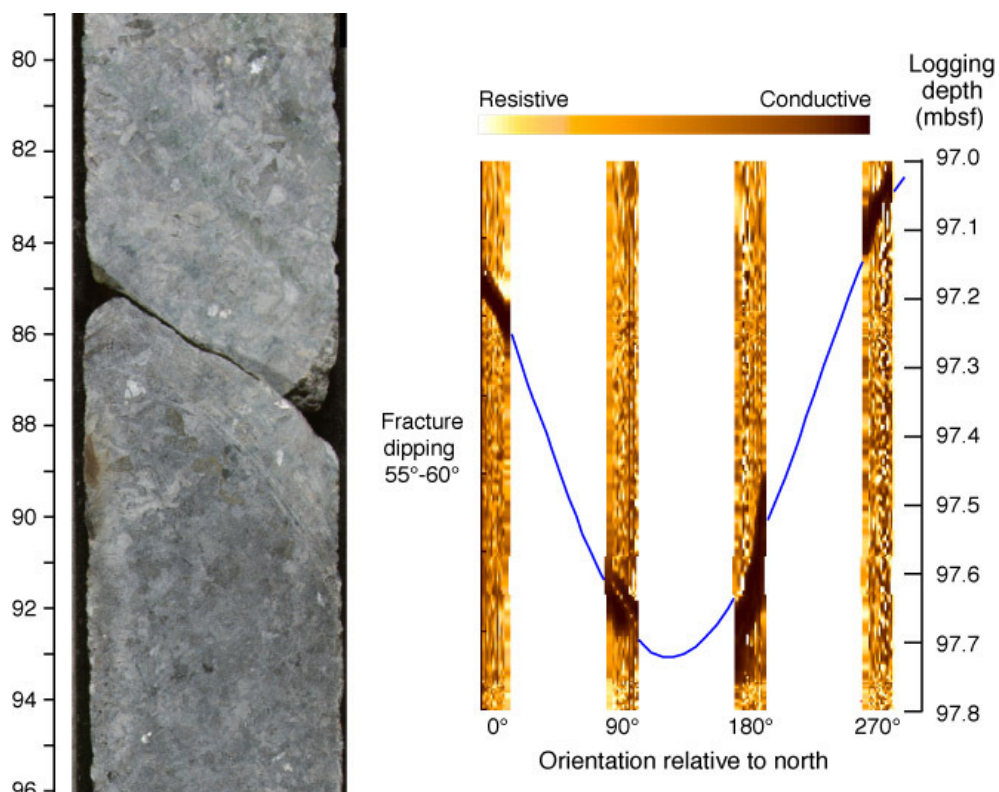 80
82
84
86
88
90
92
94
96
Resistive
Conductive
Logging
depth
(mbsf)
97.0
97.1
97.2
97.3
97.4
97.5
97.6
97.7
97.8
Fracture
dipping
55°-60°
0°
90°
180°
270°
Orientation relative to north